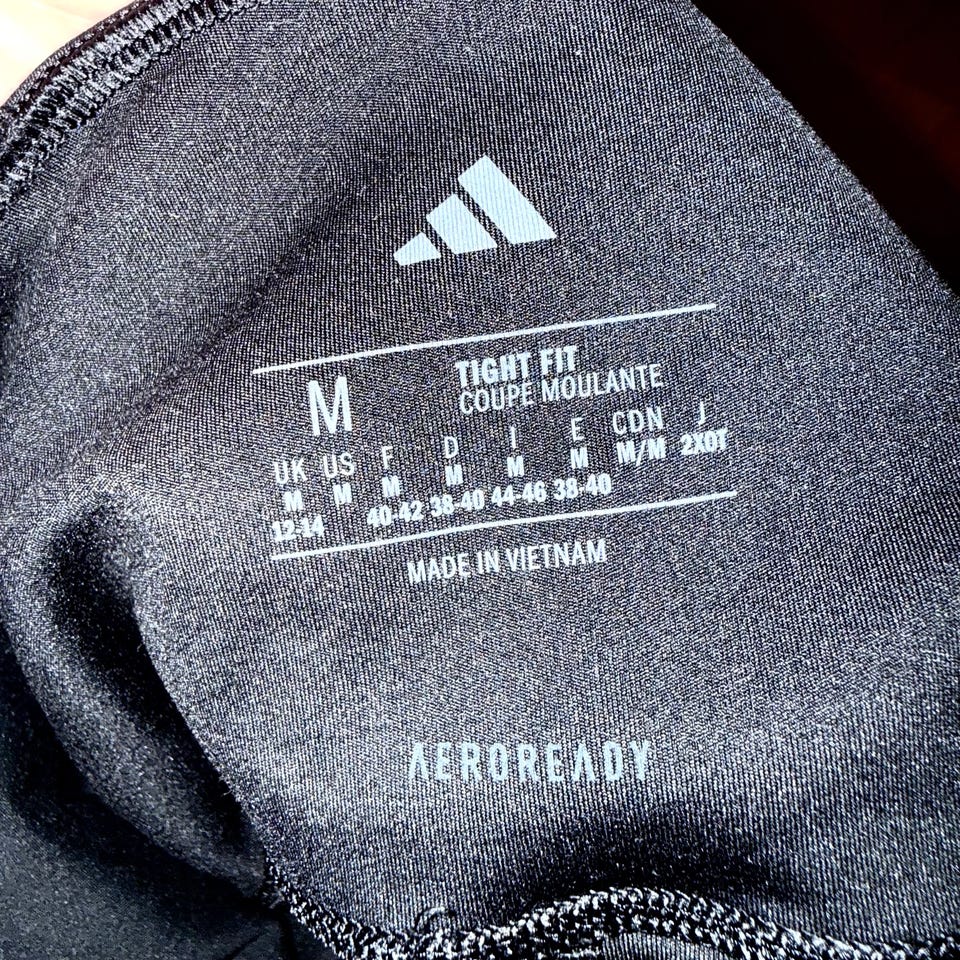 M
TIGHT FIT
COUPE MOULANTE
UK US F D I E CDN J
M M M M M M M/M 2XOT
12-14 40-42 38-40 44-46 38-40
MADE IN VIETNAM
AEROREADY